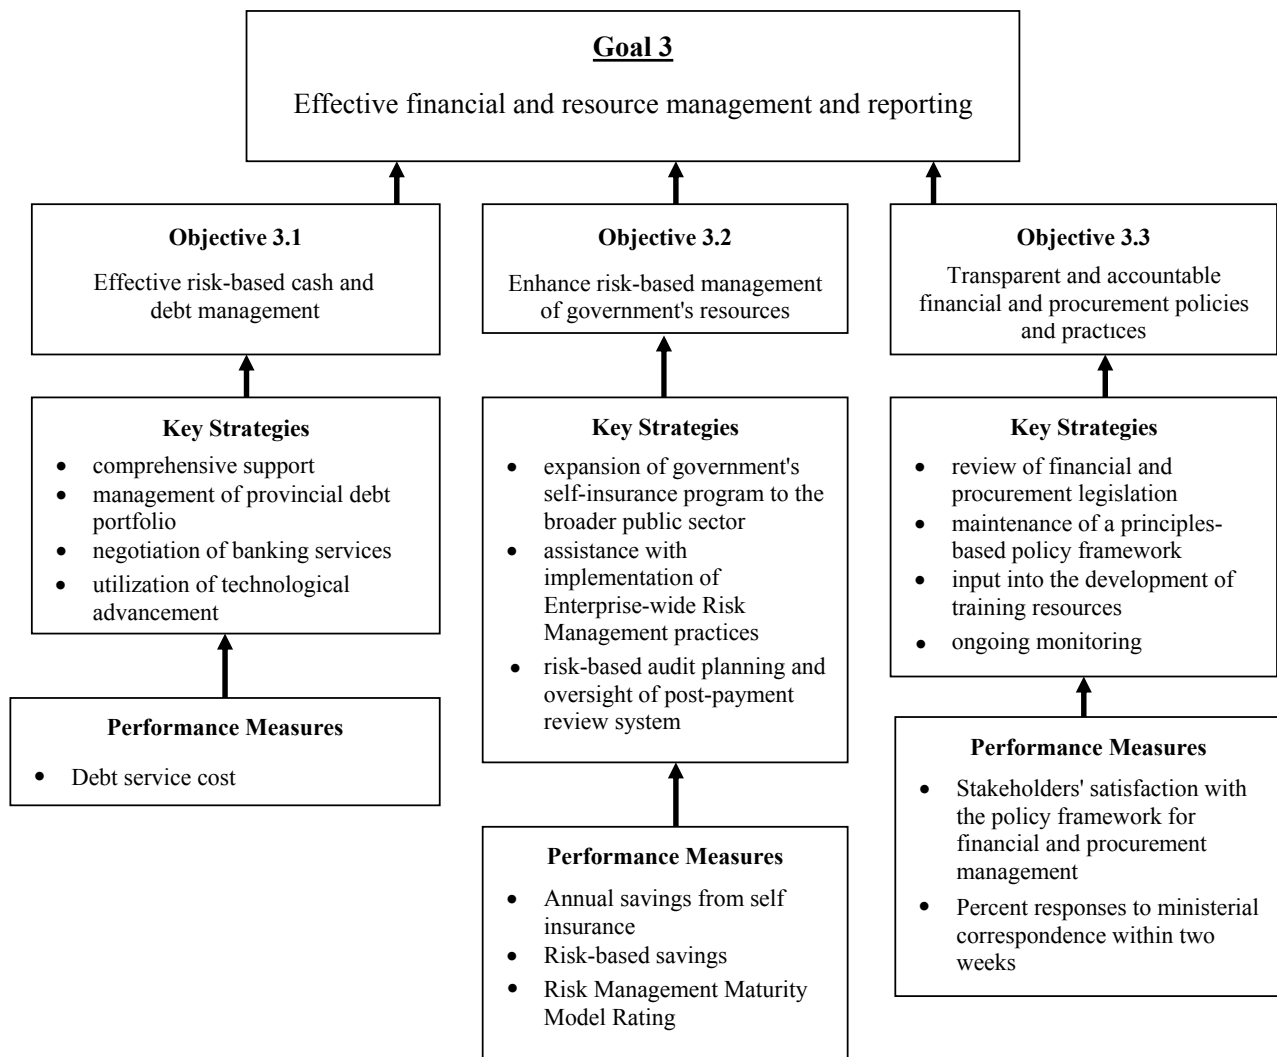 Goal 3
Effective financial and resource management and reporting
Objective 3.1
Effective risk-based cash and
debt management
Objective 3.2
Enhance risk-based management
of government's resources
Objective 3.3
Transparent and accountable
financial and procurement policies
and practices
Key Strategies
• comprehensive support
• management of provincial debt
portfolio
• negotiation of banking services
• utilization of technological
advancement
Key Strategies
• expansion of government's
self-insurance program to the
broader public sector
• assistance with
implementation of
Enterprise-wide Risk
Management practices
• risk-based audit planning and
oversight of post-payment
review system
Key Strategies
• review of financial and
procurement legislation
• maintenance of a principles-
based policy framework
• input into the development of
training resources
• ongoing monitoring
Performance Measures
• Debt service cost
Performance Measures
• Annual savings from self
insurance
• Risk-based savings
• Risk Management Maturity
Model Rating
Performance Measures
• Stakeholders' satisfaction with
the policy framework for
financial and procurement
management
• Percent responses to ministerial
correspondence within two
weeks